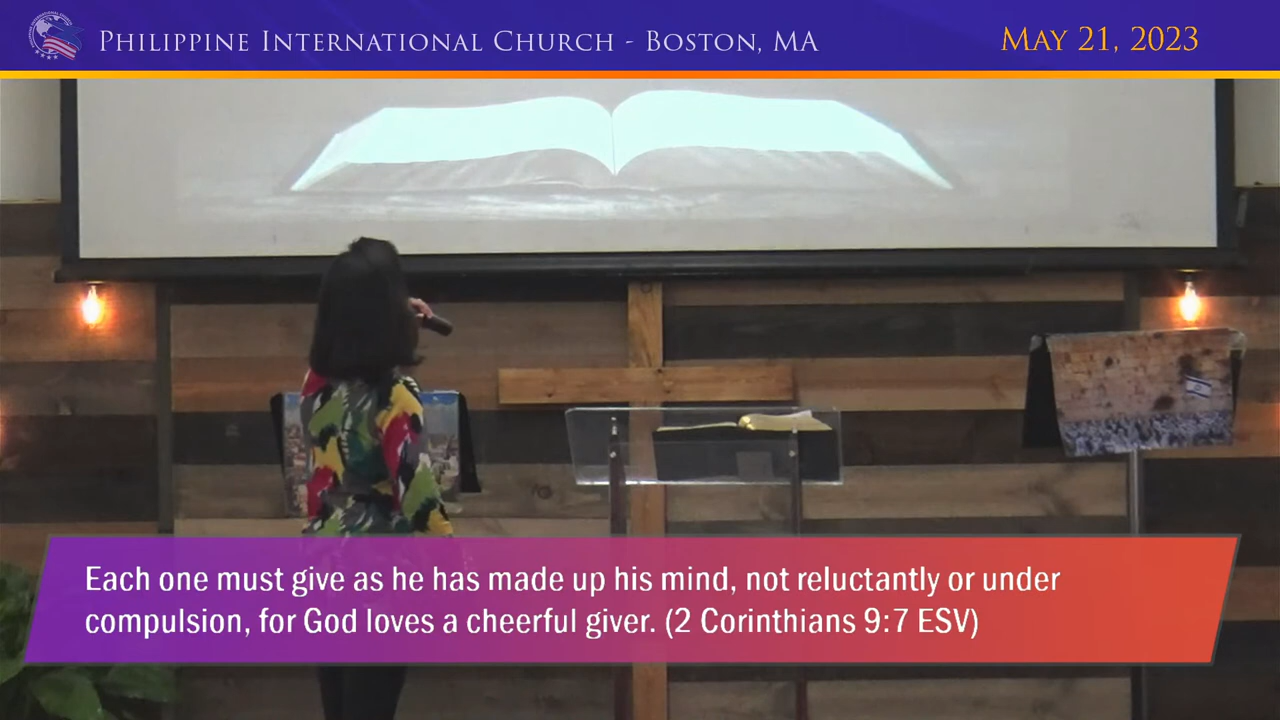 Philippine International Church - Boston, MA
May 21, 2023
Each one must give as he has made up his mind, not reluctantly or under
compulsion, for God loves a cheerful giver. (2 Corinthians 9:7 ESV)